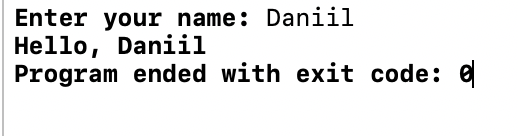 Enter your name: Daniil
Hello, Daniil
Program ended with exit code: 0